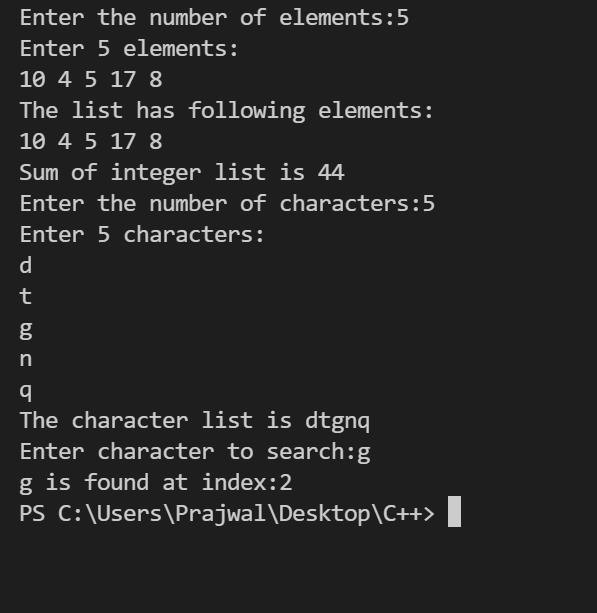 Enter the number of elements:5
Enter 5 elements:
10 4 5 17 8
The list has following elements:
10 4 5 17 8
Sum of integer list is 44
Enter the number of characters:5
Enter 5 characters:
d
t
g
n
q
The character list is dtgnq
Enter character to search:g
g is found at index:2
PS C:\Users\Prajwal\Desktop\C++>